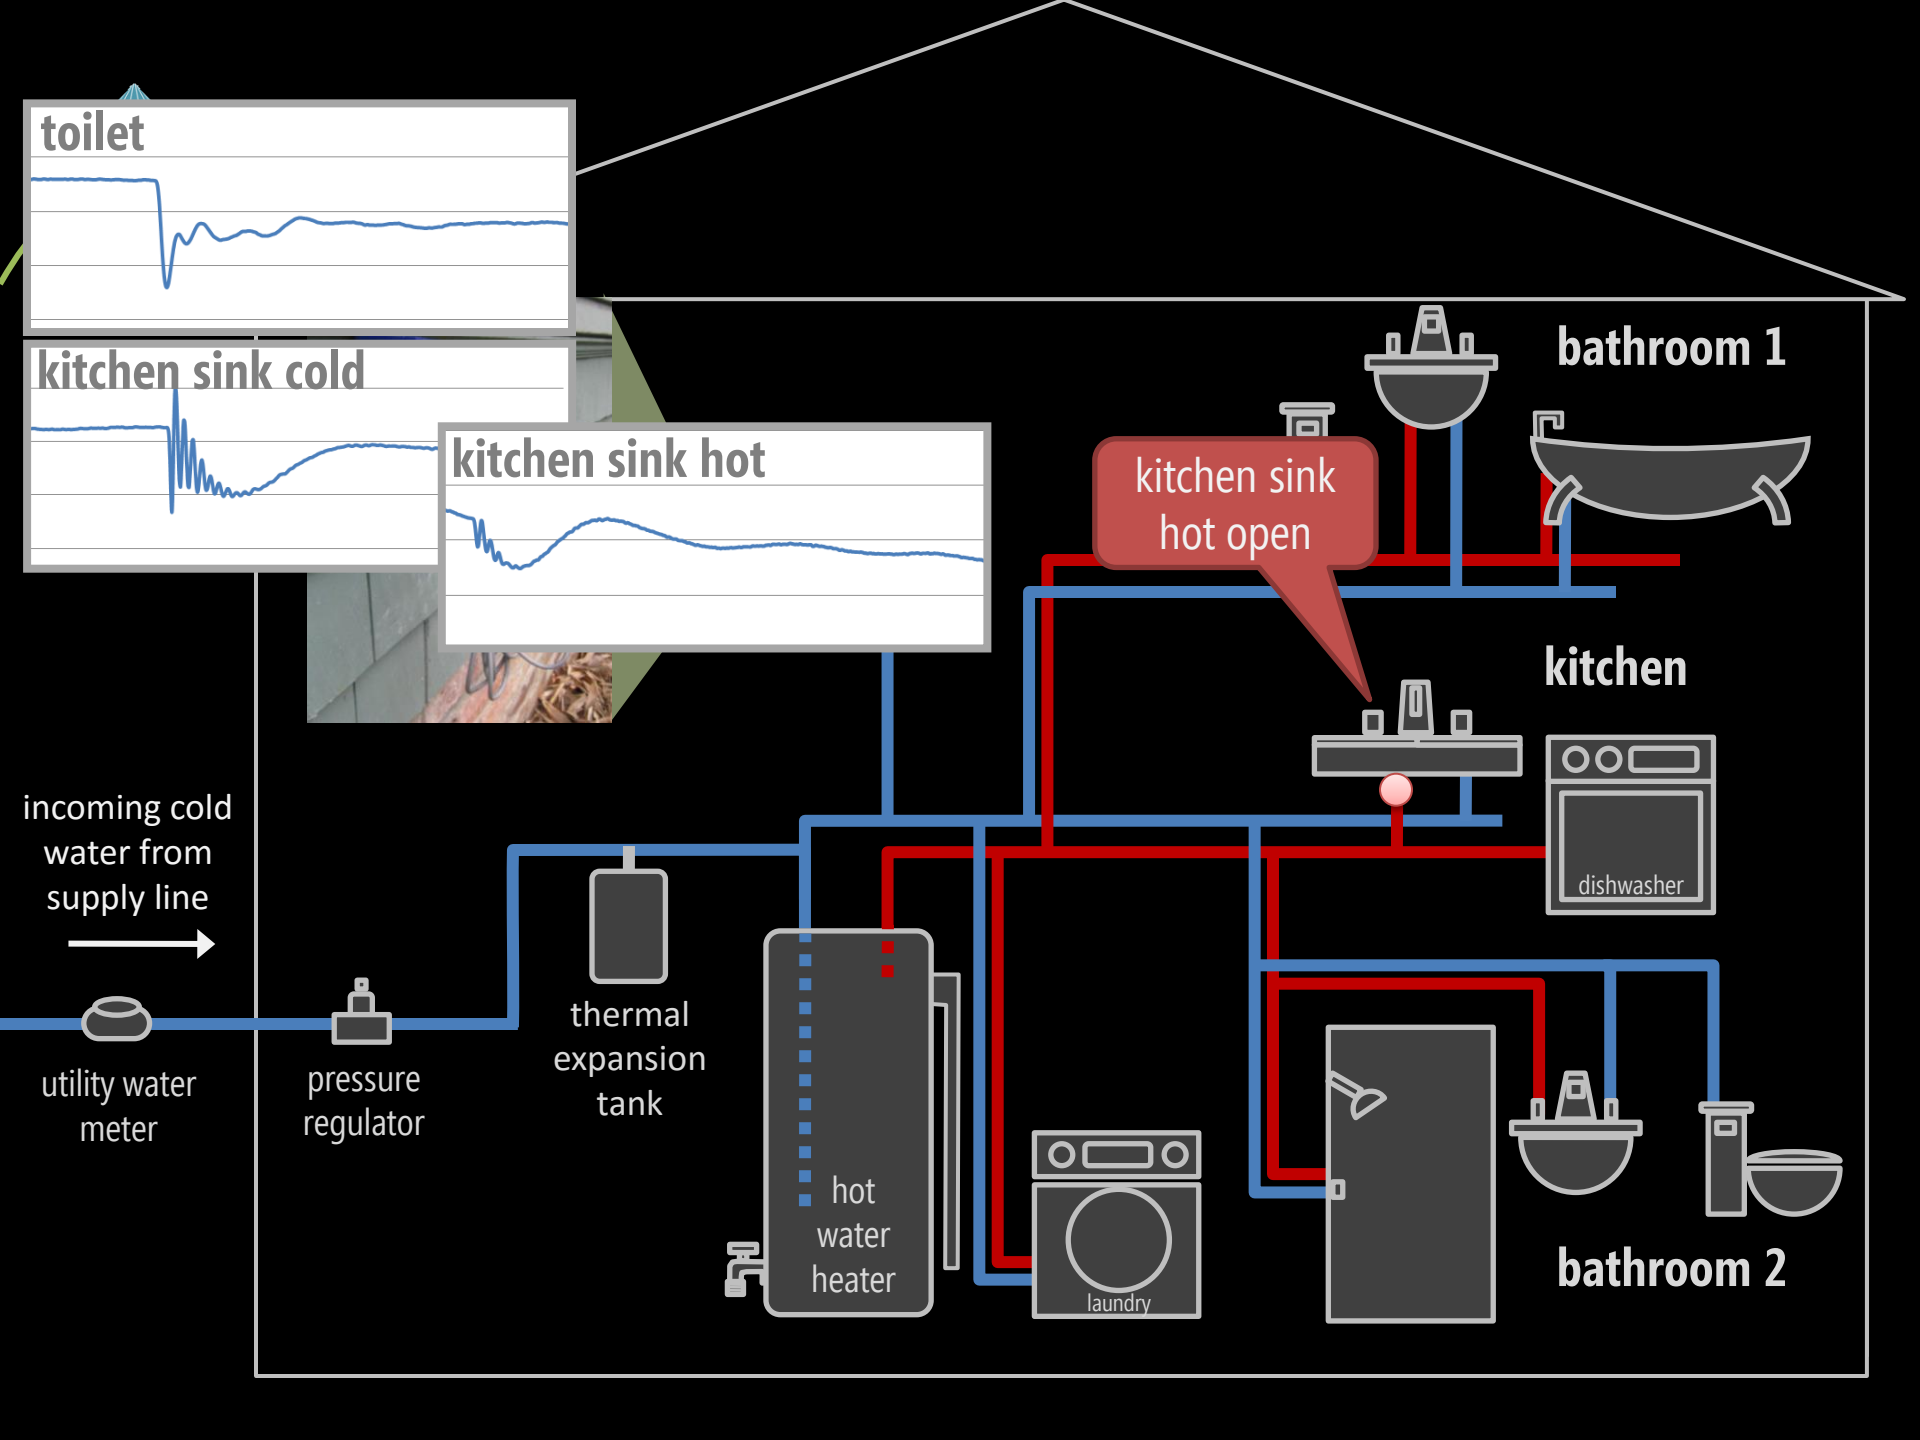 toilet
kitchen sink cold
kitchen sink hot
bathroom 1
kitchen sink
hot open
kitchen
incoming cold
water from
supply line
dishwasher
thermal
expansion
tank
utility water
meter
pressure
regulator
hot
water
heater
laundry
bathroom 2